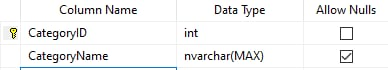 Column Name Data Type Allow Nulls
CategoryID int
CategoryName nvarchar(MAX)